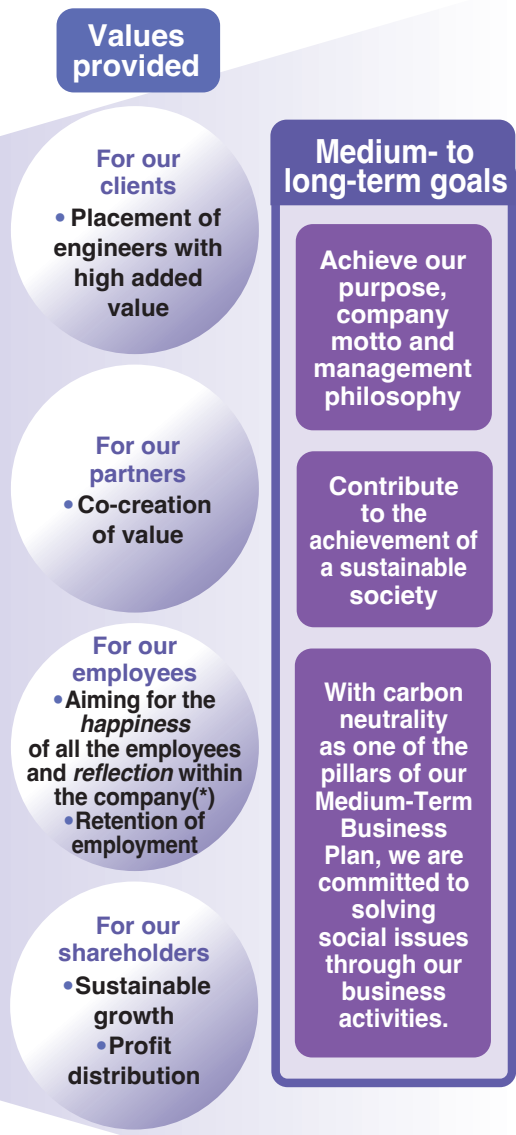 Values
provided
For our
clients
• Placement of
engineers with
high added
value
For our
partners
• Co-creation
of value
For our
employees
• Aiming for the
happiness
of all the employees
and reflection within
the company(*)
• Retention of
employment
For our
shareholders
• Sustainable
growth
• Profit
distribution
Medium- to
long-term goals
Achieve our
purpose,
company
motto and
management
philosophy
Contribute
to the
achievement of
a sustainable
society
With carbon
neutrality
as one of the
pillars of our
Medium-Term
Business
Plan, we are
committed to
solving
social issues
through our
business
activities.